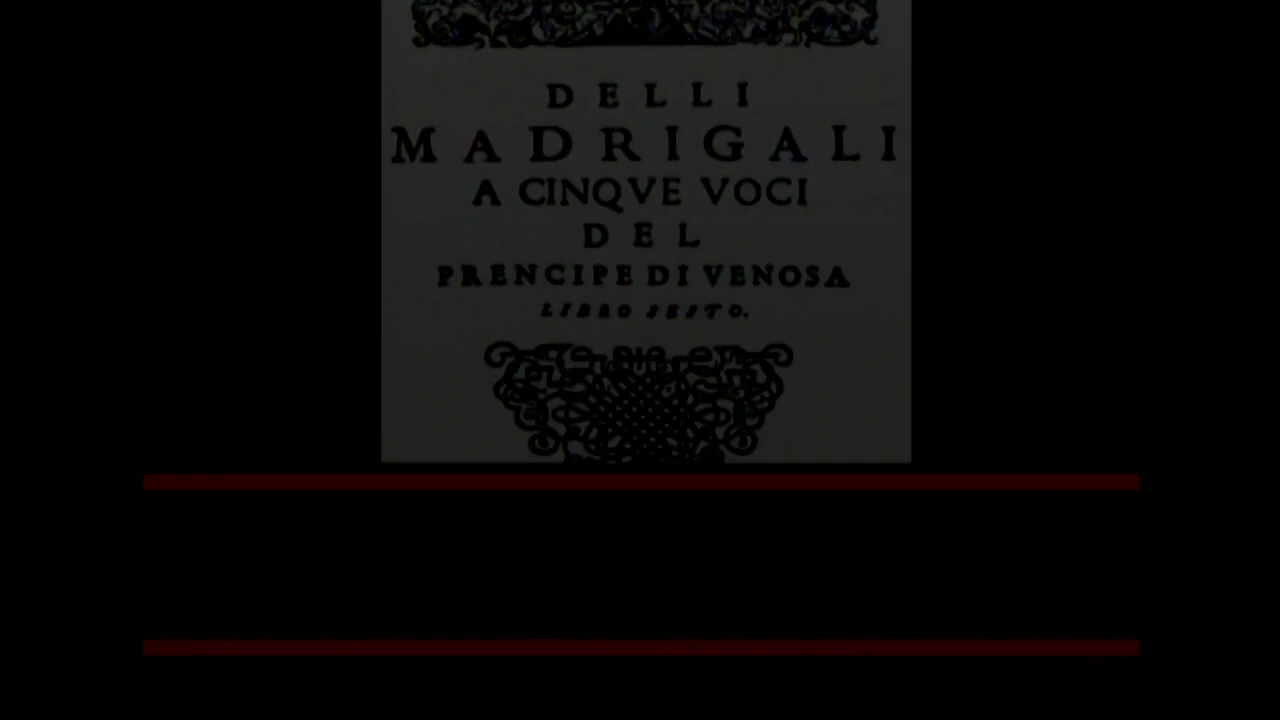 DELLI
MADRIGALI
A CINQVE VOCI
DEL
PRENCIPE DI VENOSA
LIBRO SESTO.